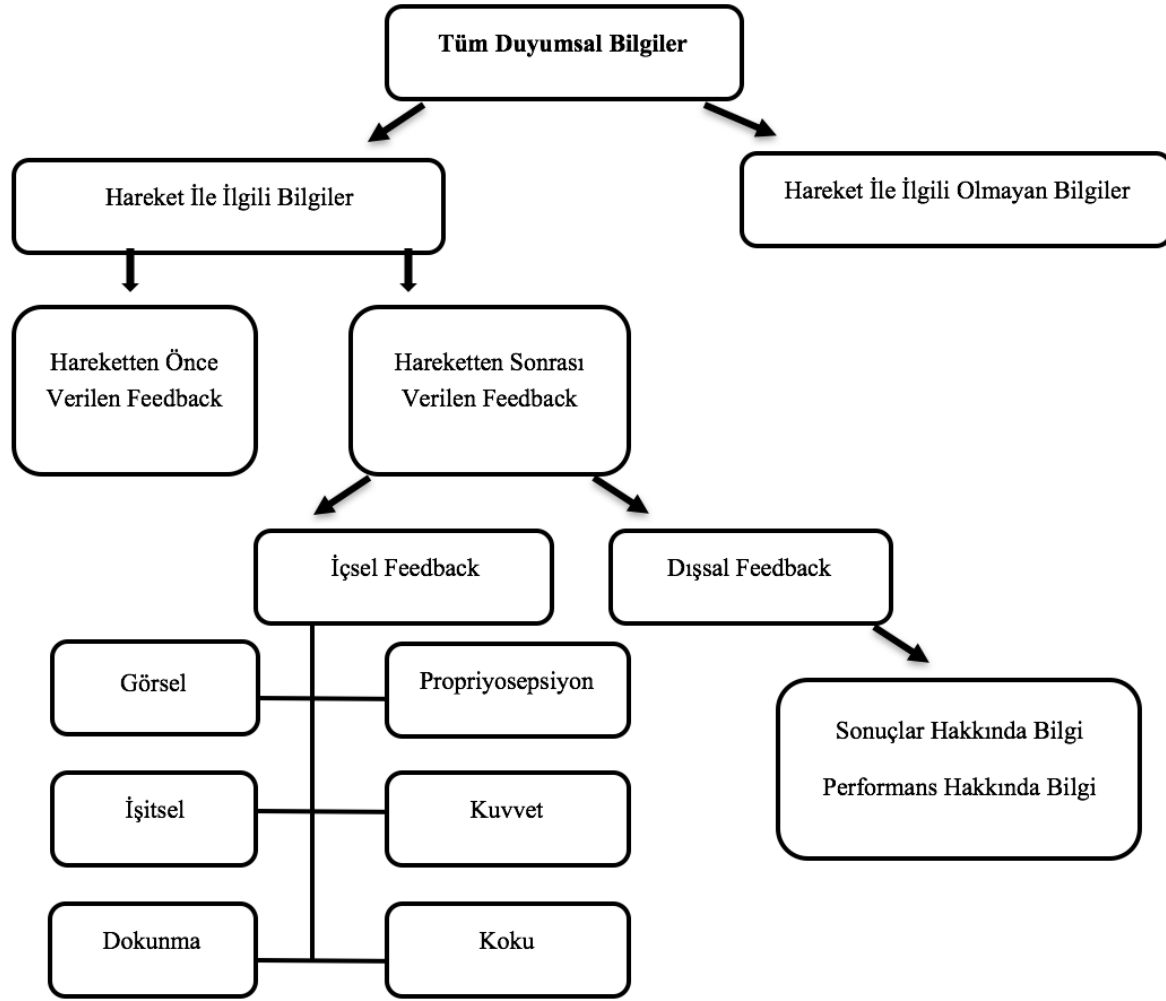 Tüm Duyumsal Bilgiler
Hareket İle İlgili Bilgiler
Hareket İle İlgili Olmayan Bilgiler
Hareketten Önce
Verilen Feedback
Hareketten Sonrası
Verilen Feedback
İçsel Feedback
Dışsal Feedback
Görsel
Propriyosepsiyon
İşitsel
Kuvvet
Dokunma
Koku
Sonuçlar Hakkında Bilgi
Performans Hakkında Bilgi